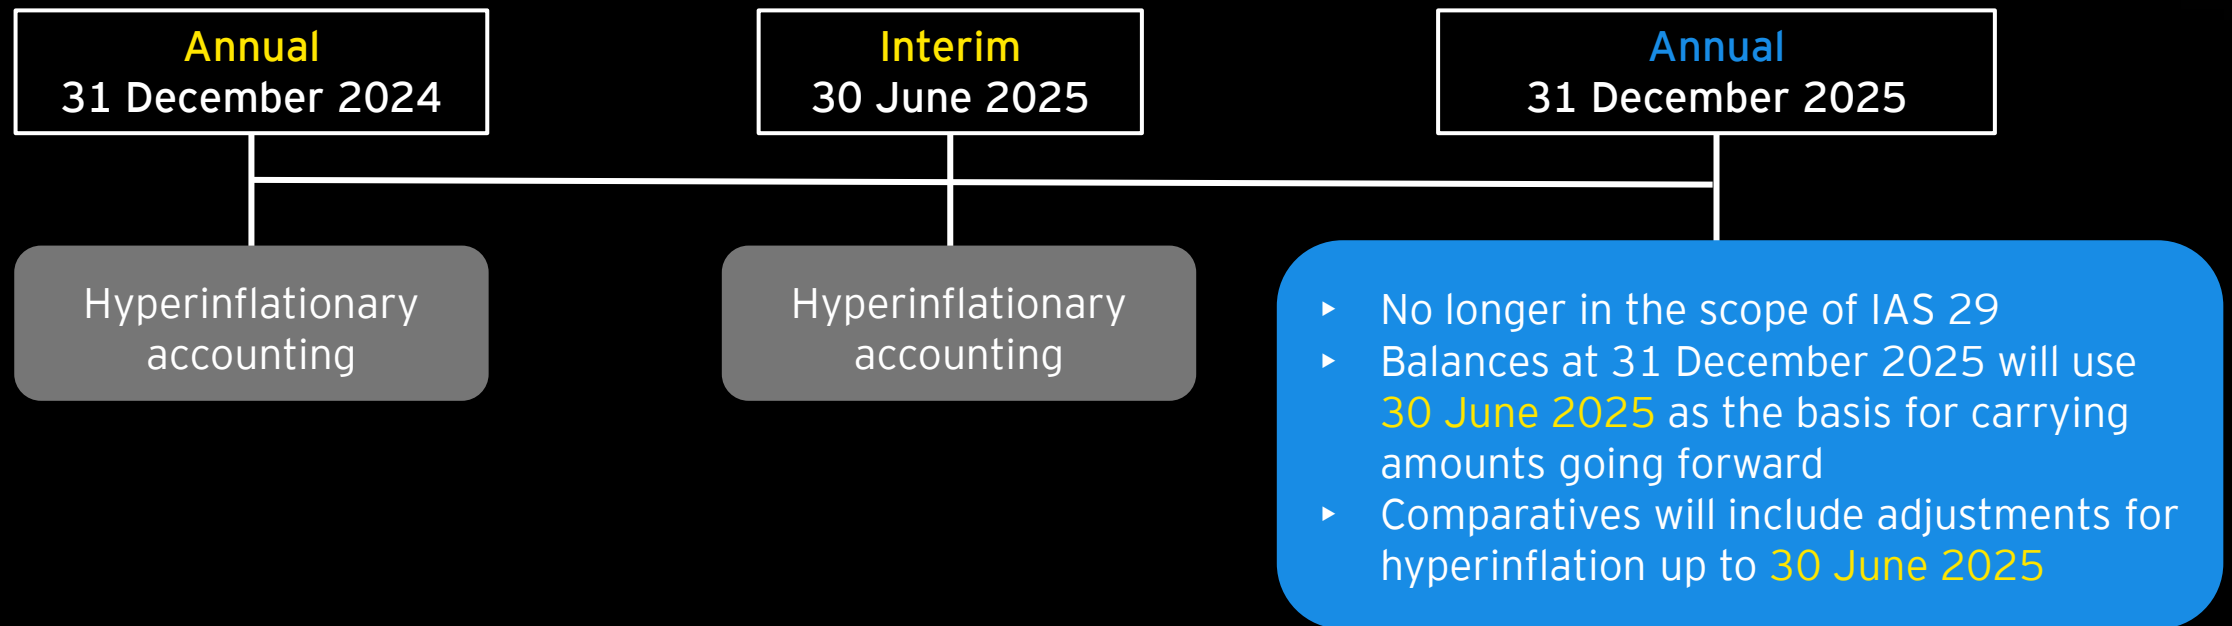 Annual
31 December 2024
Interim
30 June 2025
Annual
31 December 2025
Hyperinflationary
accounting
Hyperinflationary
accounting
▸ No longer in the scope of IAS 29
▸ Balances at 31 December 2025 will use
30 June 2025 as the basis for carrying
amounts going forward
▸ Comparatives will include adjustments for
hyperinflation up to 30 June 2025